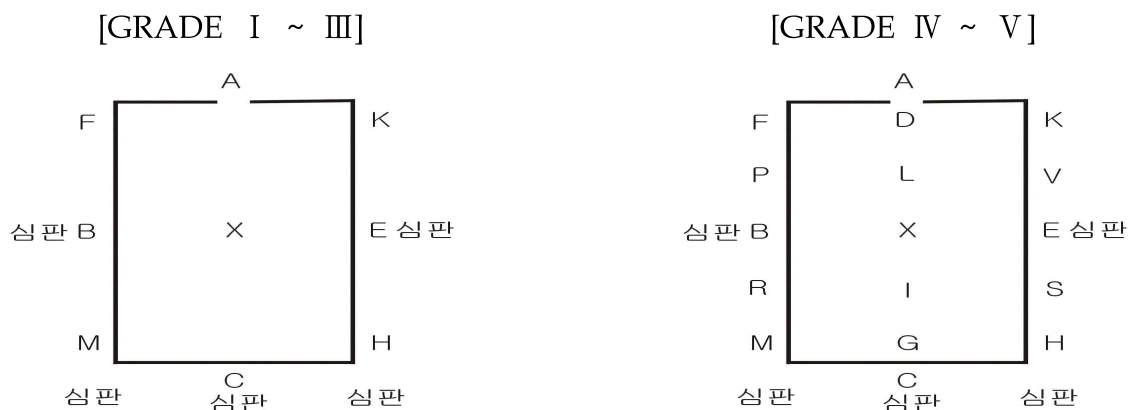 [GRADE Ⅰ ~ Ⅲ] [GRADE Ⅳ ~ Ⅴ]
A A
F K F D K
P L V
심판 B X E 심판 심판 B X E 심판
R I S
M H M G H
C C
심판 심판 심판 심판 심판 심판